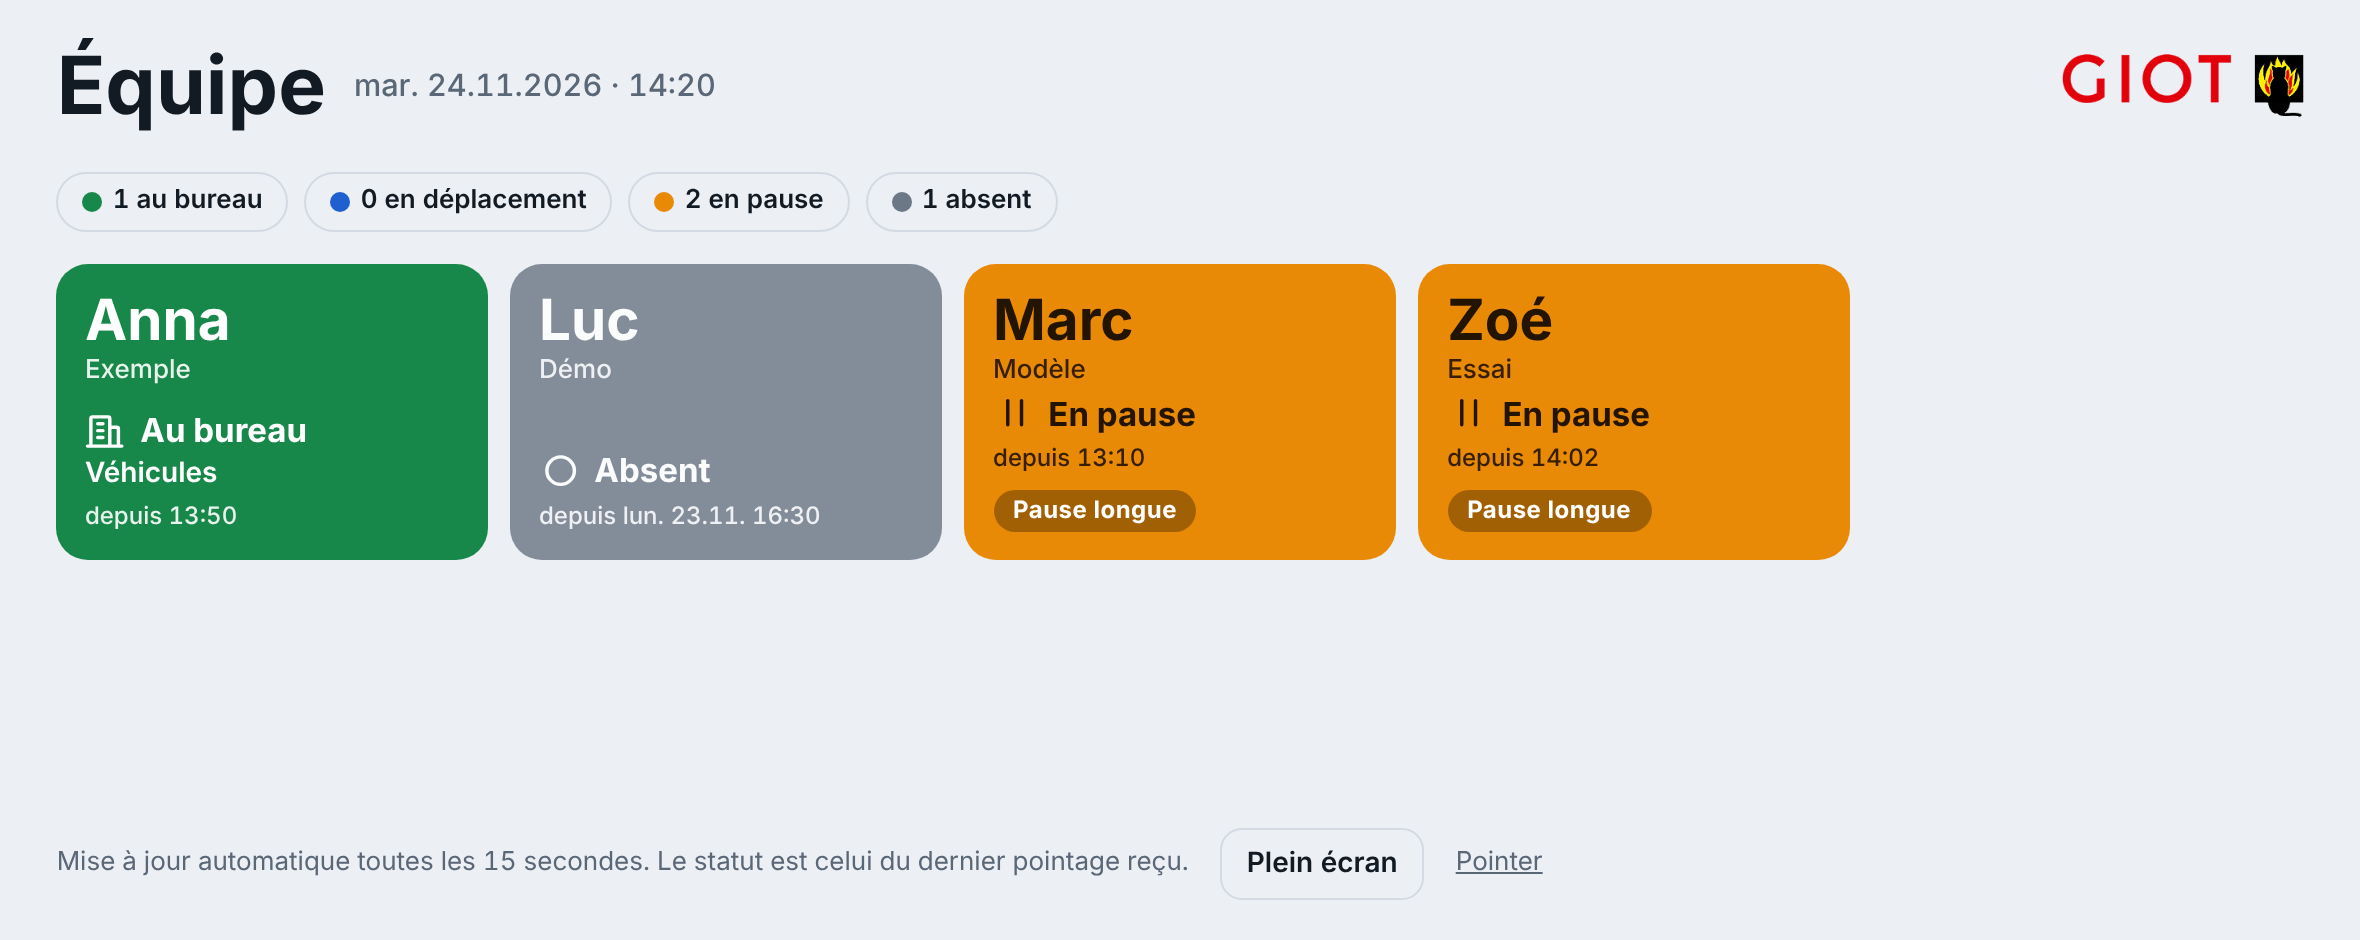 Équipe mar. 24.11.2026 · 14:20
GIOT
1 au bureau
0 en déplacement
2 en pause
1 absent
Anna
Exemple
Au bureau
Véhicules
depuis 13:50
Luc
Démo
Absent
depuis lun. 23.11. 16:30
Marc
Modèle
En pause
depuis 13:10
Pause longue
Zoé
Essai
En pause
depuis 14:02
Pause longue
Mise à jour automatique toutes les 15 secondes. Le statut est celui du dernier pointage reçu.
Plein écran
Pointer